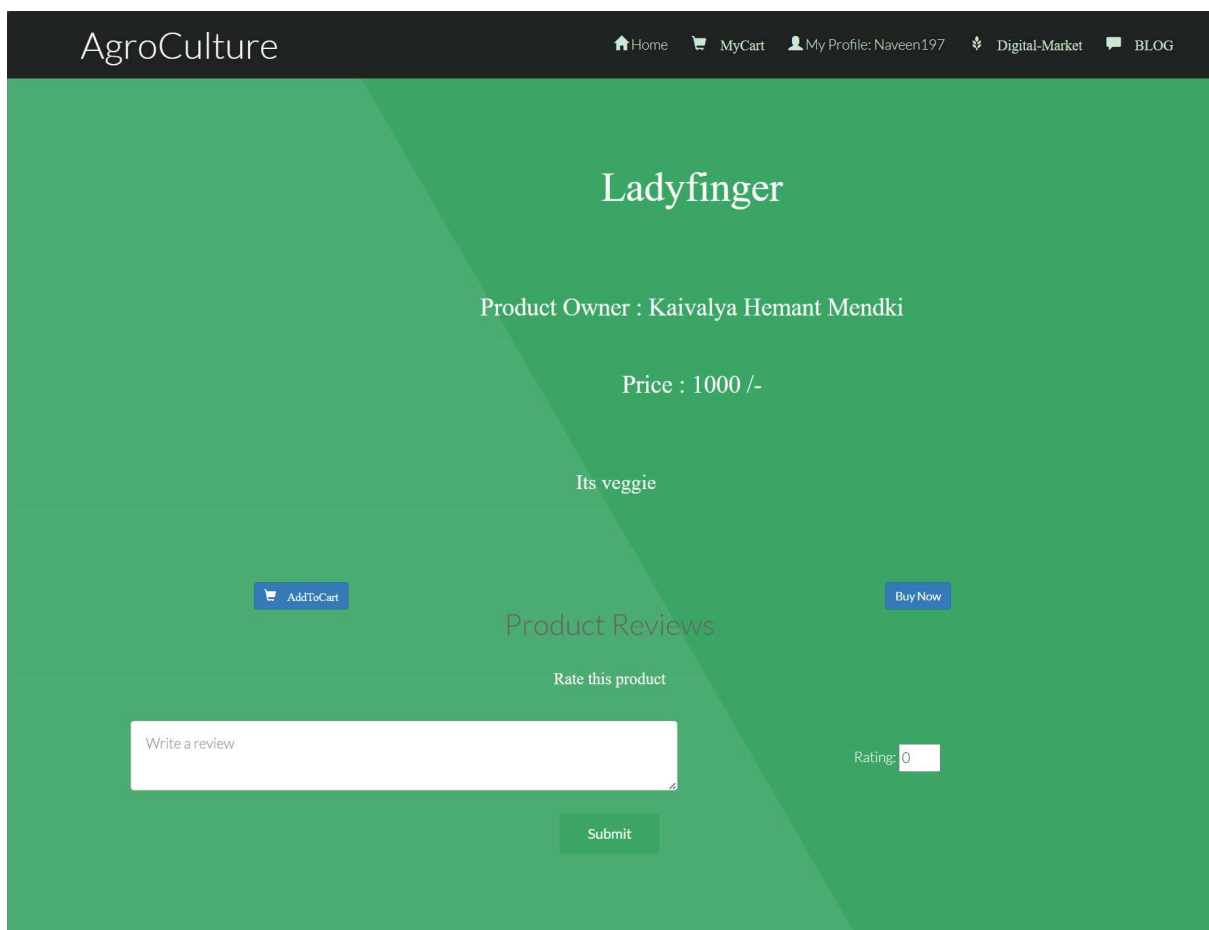 AgroCulture
Home MyCart My Profile: Naveen197 Digital-Market BLOG
Ladyfinger
Product Owner : Kaivalya Hemant Mendki
Price : 1000 /-
Its veggie
AddToCart
Buy Now
Product Reviews
Rate this product
Write a review
Rating: 0
Submit